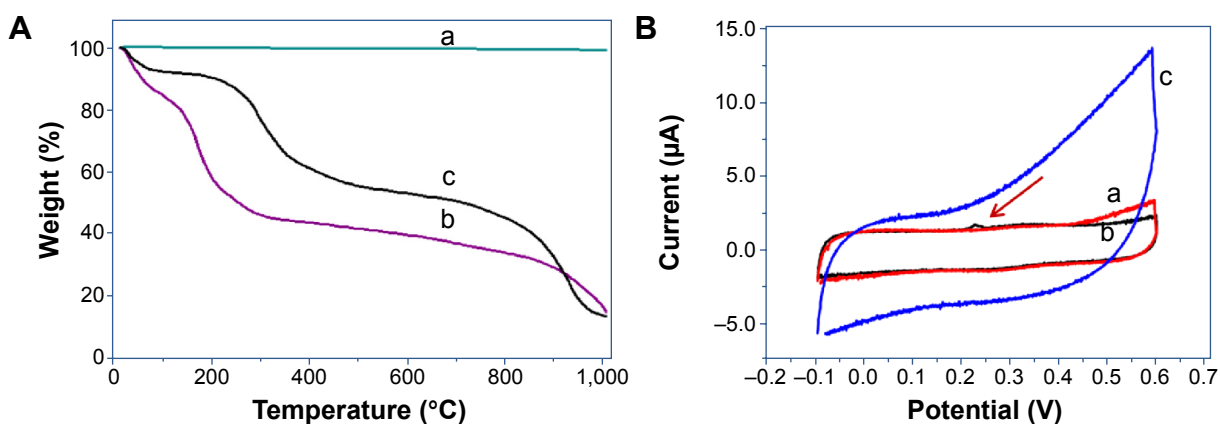 A
Weight (%)
100
80
60
40
20
0
a
c
b
0
200
400
600
800
1,000
Temperature (°C)
B
Current (µA)
15.0
10.0
5.0
0.0
–5.0
c
a
b
–0.2
–0.1
0.0
0.1
0.2
0.3
0.4
0.5
0.6
0.7
Potential (V)